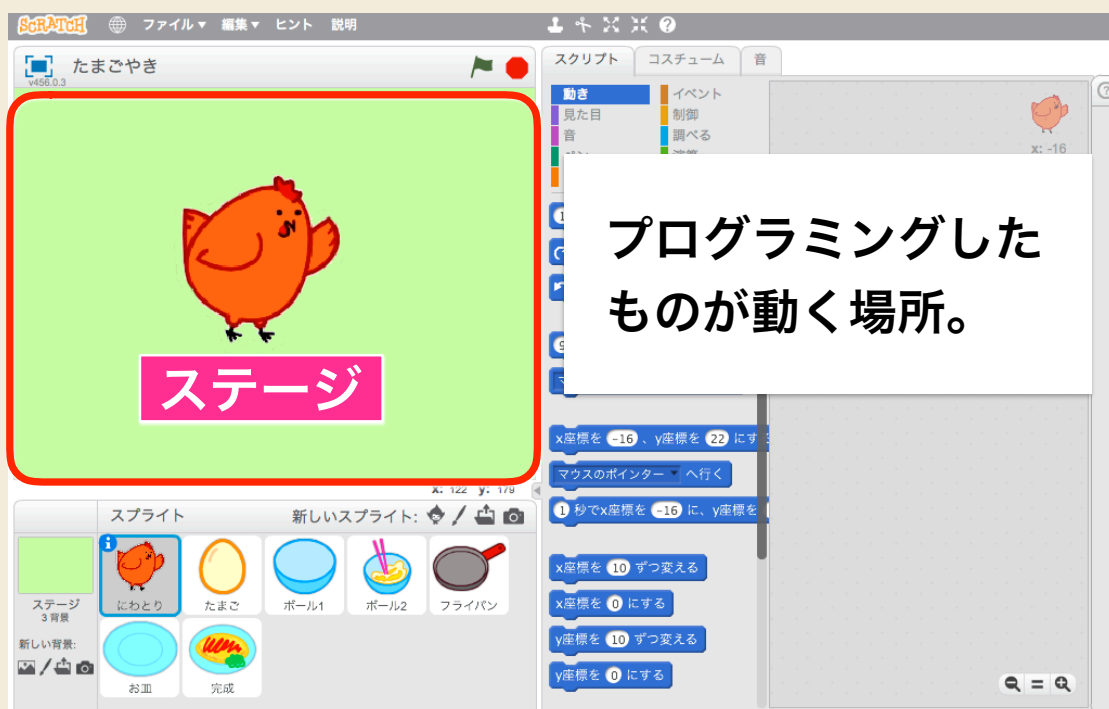 SCRATCH ファイル▼ 編集▼ ヒント 説明
たまごやき
v456.0.3
スクリプト コスチューム 音
動き イベント
見た目 制御
音 調べる
x: -16
プログラミングした
ものが動く場所。
ステージ
x座標を -16 、y座標を 22 にす
マウスのポインター へ行く
1 秒でx座標を -16 に、y座標を
x座標を 10 ずつ変える
x座標を 0 にする
y座標を 10 ずつ変える
y座標を 0 にする
x: 122 y: 179
スプライト 新しいスプライト:
ステージ
3 背景
新しい背景:
にわとり たまご ボール1 ボール2 フライパン
お皿 完成